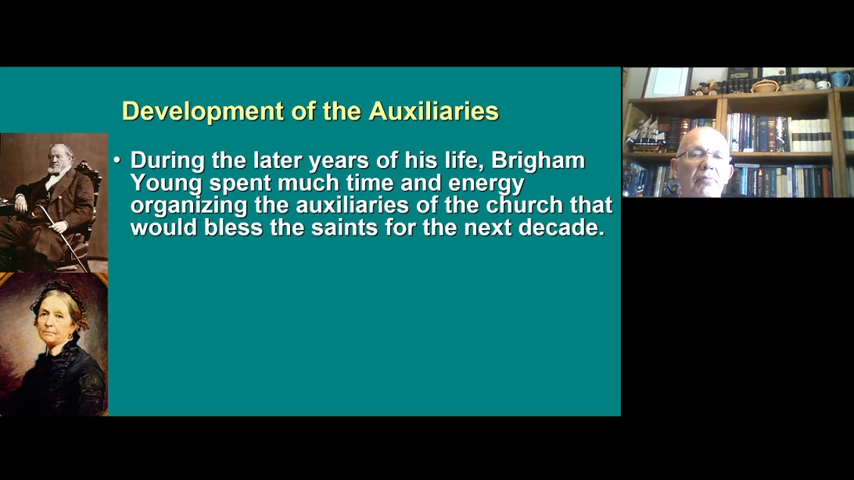 Development of the Auxiliaries
• During the later years of his life, Brigham
Young spent much time and energy
organizing the auxiliaries of the church that
would bless the saints for the next decade.